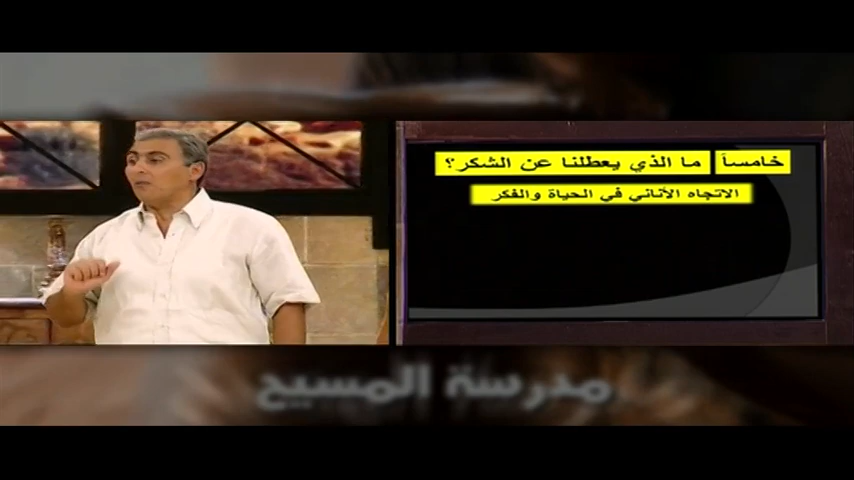 خامساً ما الذي يعطلنا عن الشكر؟
الاتجاه الأناني في الحياة والفكر
مدرسة المسيح